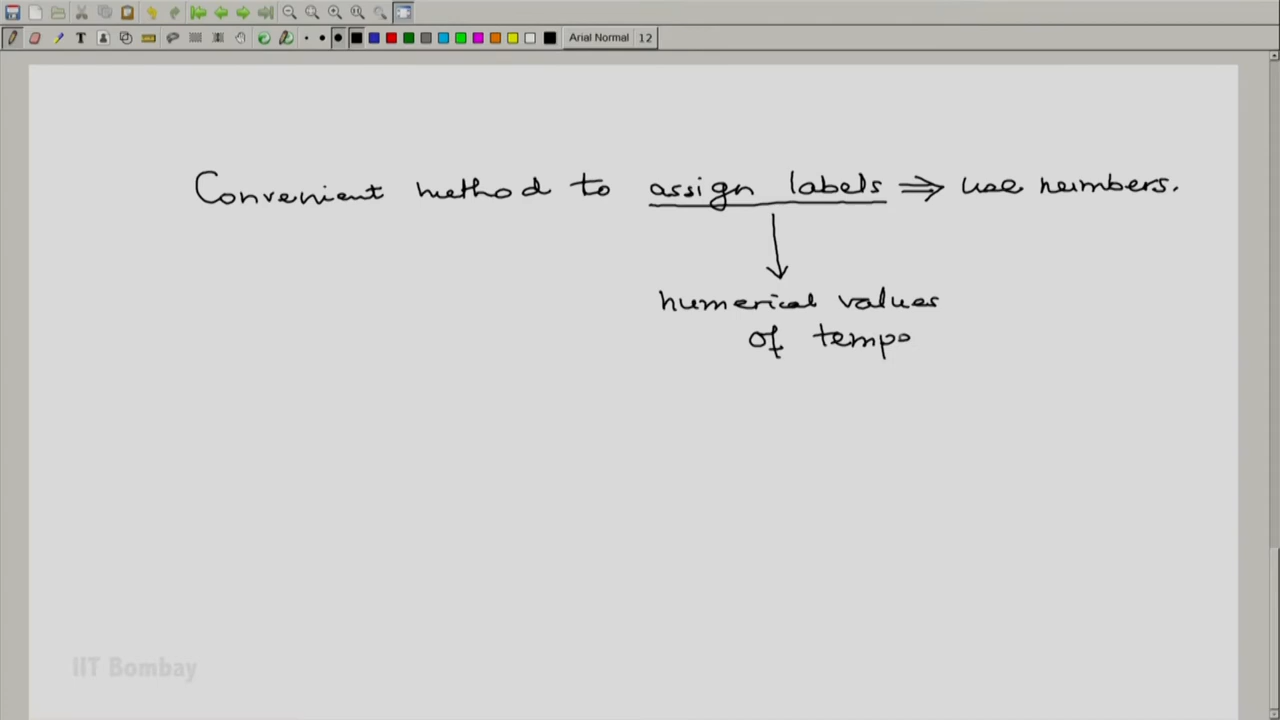 Arial Normal 12
Convenient method to assign labels ⇒ use numbers.
numerical values
of tempo
IIT Bombay